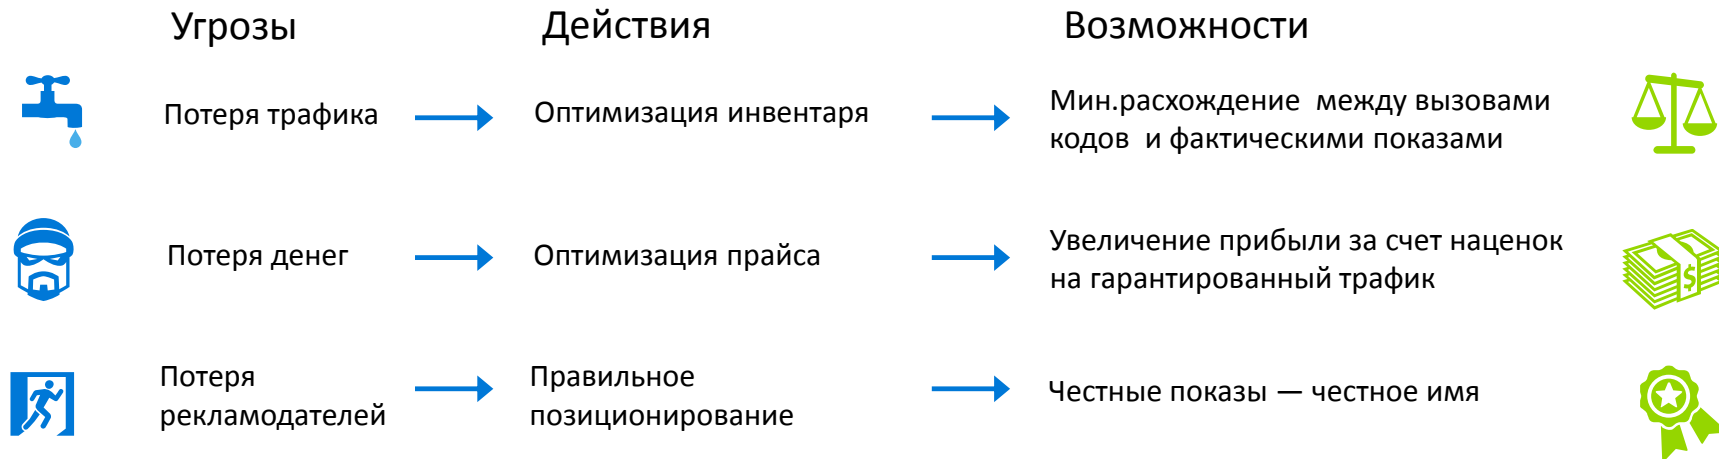 Угрозы Действия Возможности
Потеря трафика Оптимизация инвентаря Мин.расхождение между вызовами
кодов и фактическими показами
Потеря денег Оптимизация прайса Увеличение прибыли за счет наценок
на гарантированный трафик
Потеря Правильное Честные показы — честное имя
рекламодателей позиционирование
$